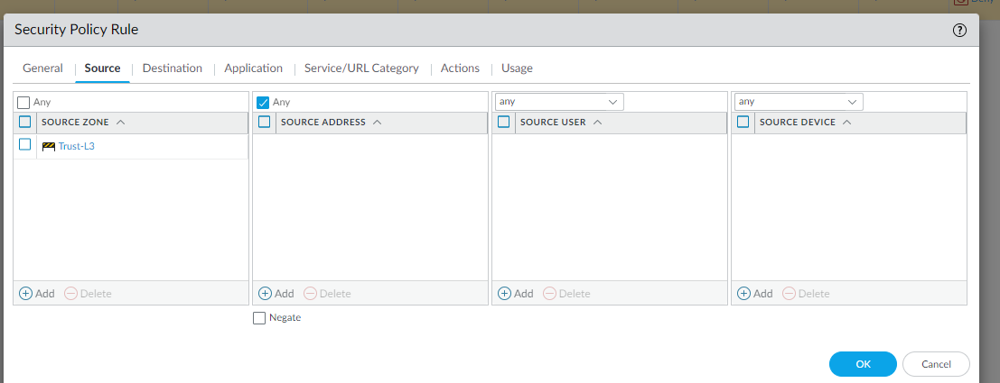 Deny
Security Policy Rule
General Source Destination Application Service/URL Category Actions Usage
Any Any any any
SOURCE ZONE SOURCE ADDRESS SOURCE USER SOURCE DEVICE
Trust-L3
Add Delete Add Delete Add Delete Add Delete
Negate
OK Cancel